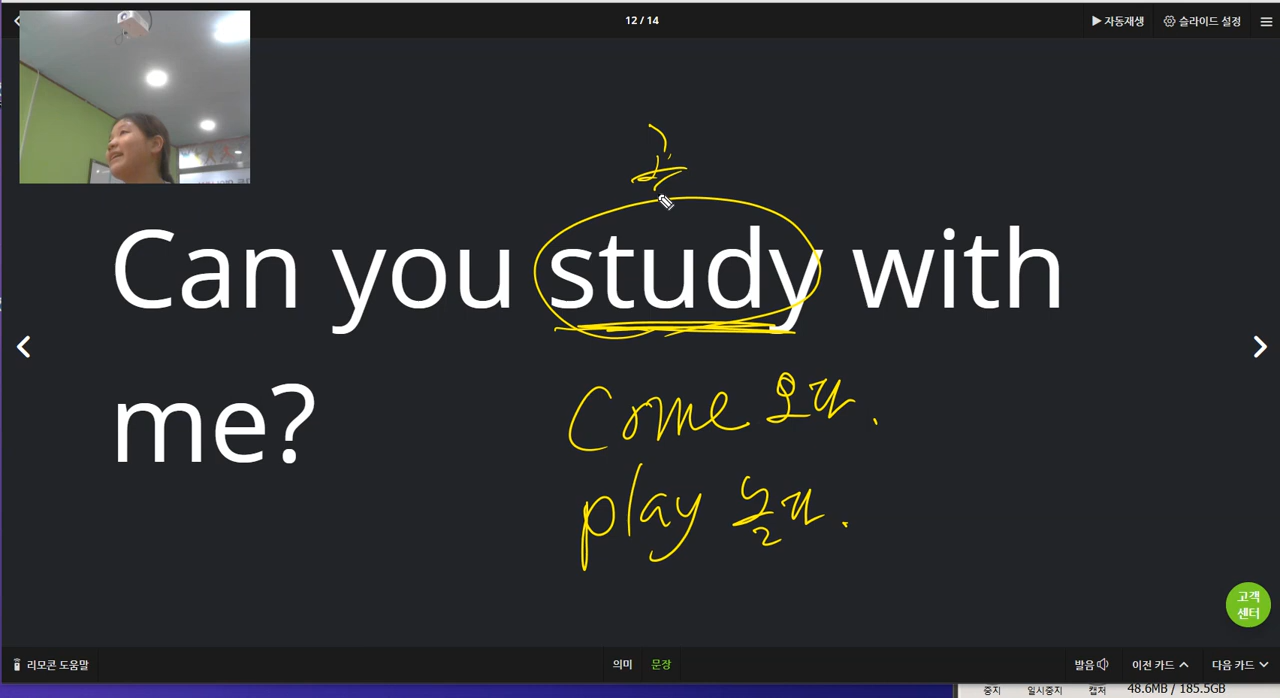 12 / 14
자동재생
슬라이드 설정
Can you study with
me?
Come 오다.
play 놀다.
고객
센터
리모콘 도움말
의미
문장
발음
이전 카드
다음 카드
중지
일시중지
캡처
48.6MB / 185.5GB